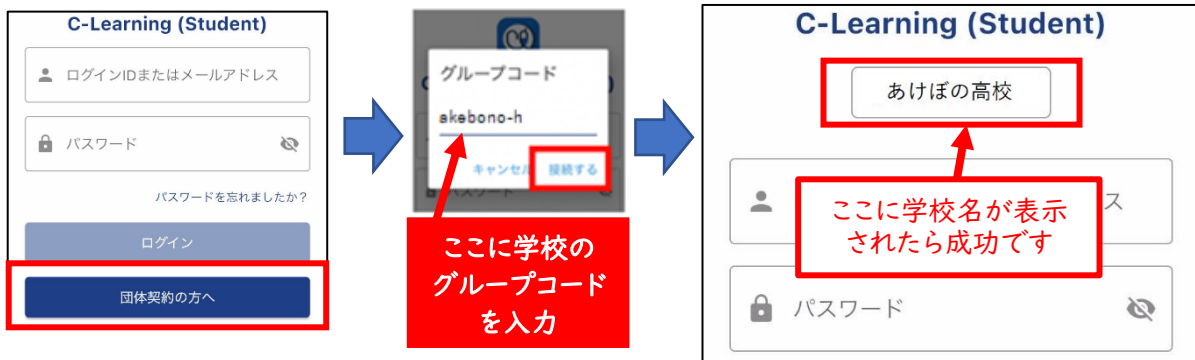 C-Learning (Student)
ログインIDまたはメールアドレス
パスワード
パスワードを忘れましたか？
ログイン
団体契約の方へ
グループコード
akebono-h
キャンセル 接続する
ここに学校の
グループコード
を入力
C-Learning (Student)
あけぼの高校
ス
ここに学校名が表示
されたら成功です
パスワード